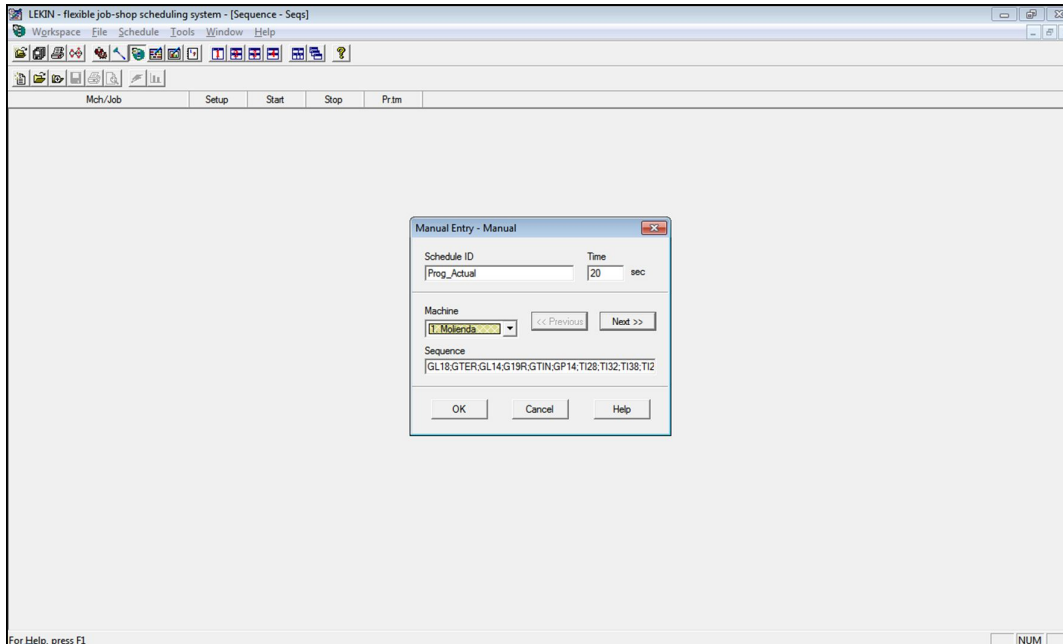 LEKIN - flexible job-shop scheduling system - [Sequence - Seqs]
Workspace File Schedule Tools Window Help
Mch/Job Setup Start Stop Pr.tm
Manual Entry - Manual
Schedule ID Time
Prog_Actual 20 sec
Machine
1. Molienda << Previous Next >>
Sequence
GL18;GTER;GL14;G19R;GTIN;GP14;TI28;TI32;TI38;TI2
OK Cancel Help
For Help, press F1 NUM